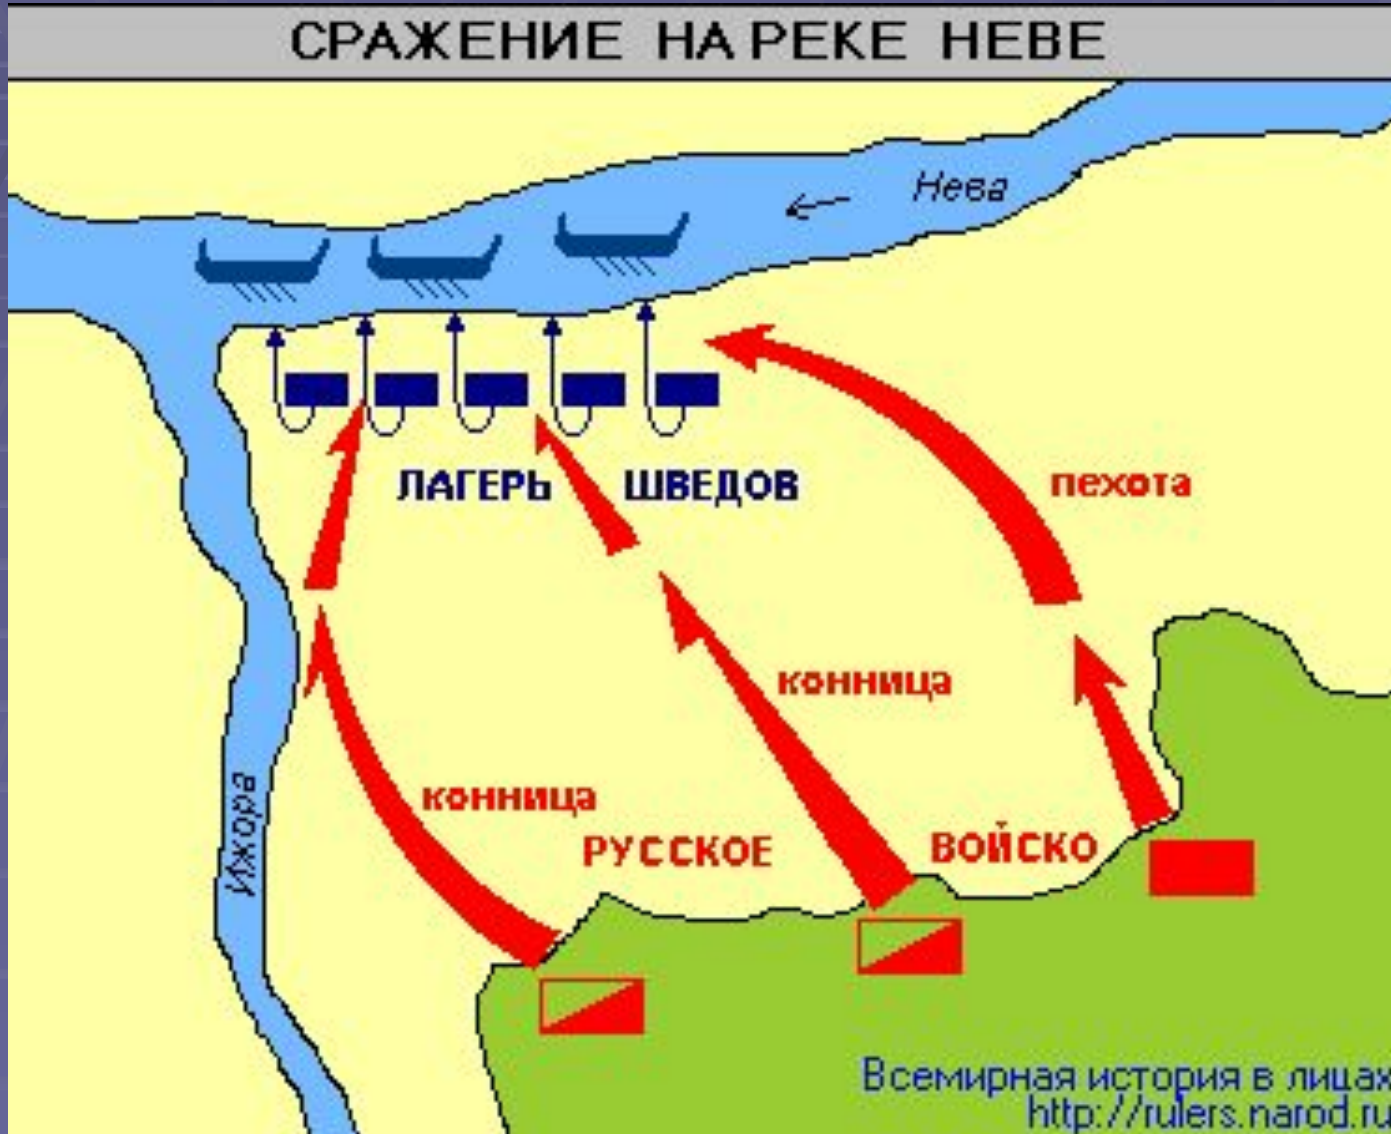 СРАЖЕНИЕ НА РЕКЕ НЕВЕ
Нева
ЛАГЕРЬ ШВЕДОВ
пехота
конница
конница
РУССКОЕ ВОЙСКО
Ижора
Всемирная история в лицах
http://rulers.narod.ru